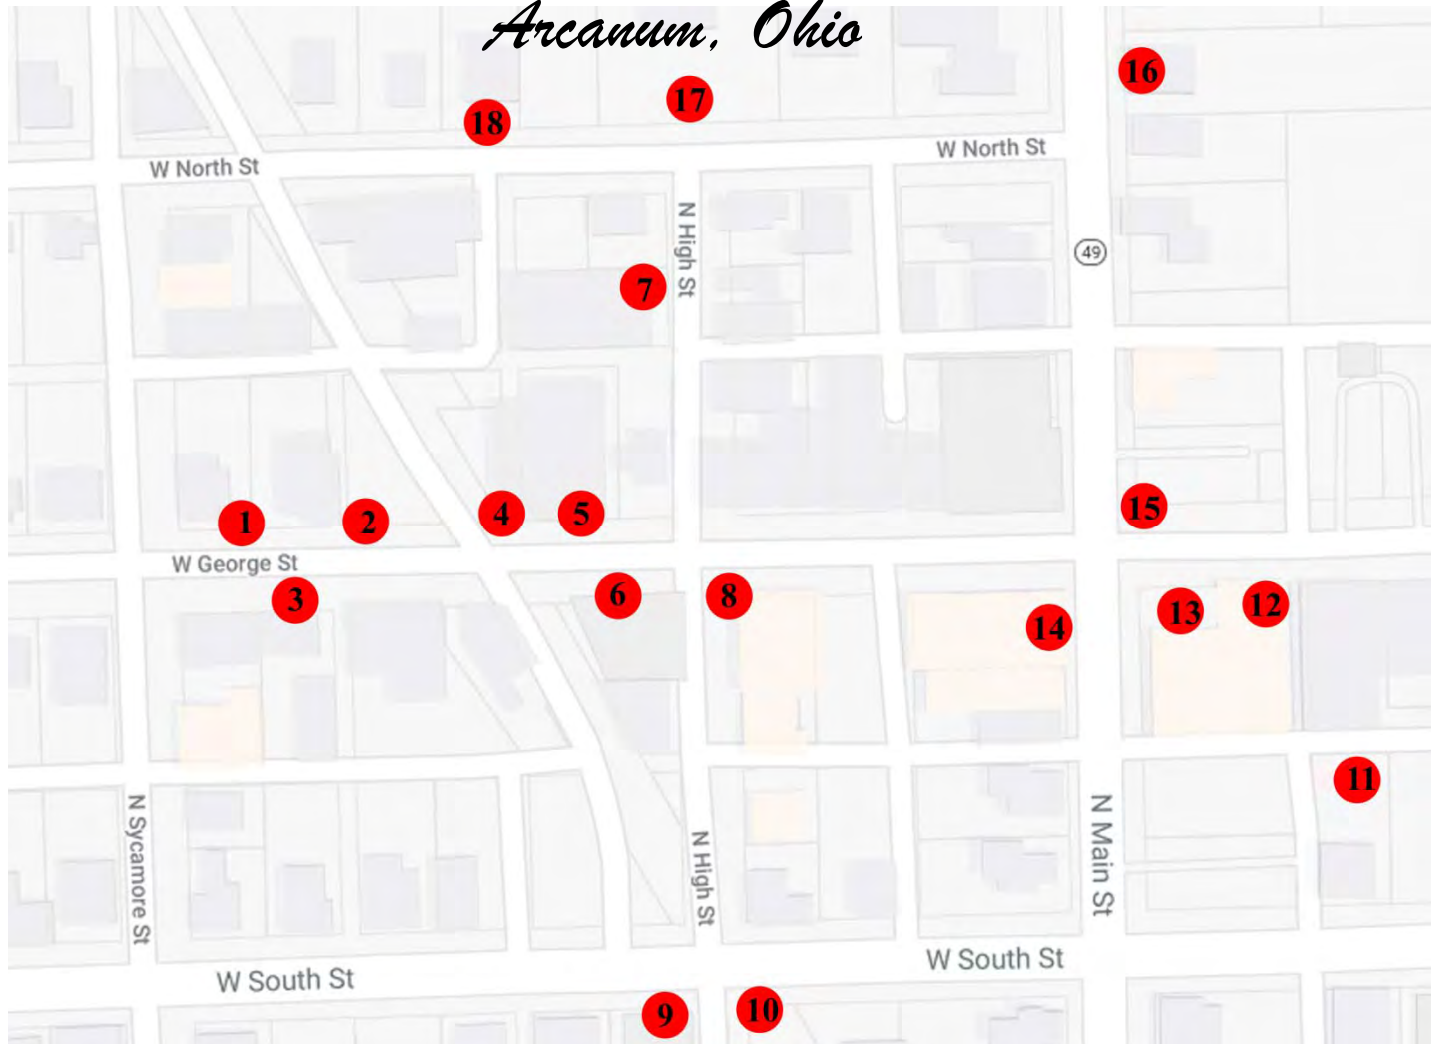 Arcanum, Ohio
16
17
18
W North St
W North St
N High St
49
7
1
2
4
5
15
W George St
3
6
8
14
13
12
11
N Sycamore St
N High St
N Main St
W South St
W South St
9
10